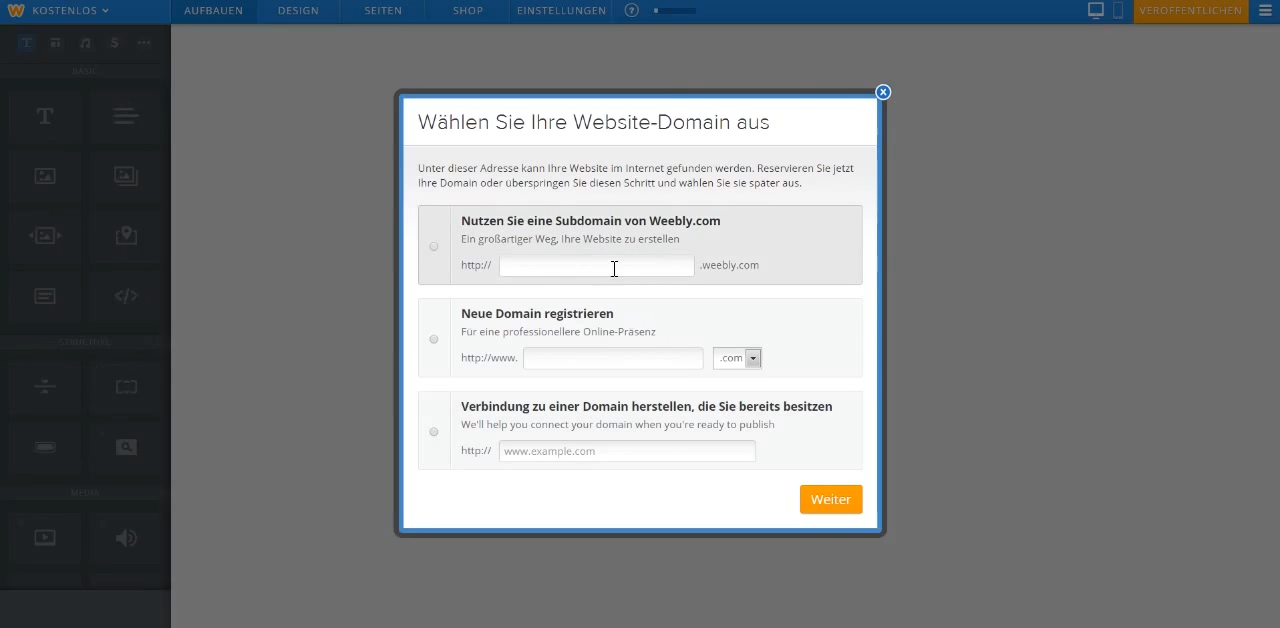 KOSTENLOS
AUFBAUEN DESIGN SEITEN SHOP EINSTELLUNGEN ? VERÖFFENTLICHEN
BASIC
STRUCTURE
MEDIA
Wählen Sie Ihre Website-Domain aus
Unter dieser Adresse kann Ihre Website im Internet gefunden werden. Reservieren Sie jetzt
Ihre Domain oder überspringen Sie diesen Schritt und wählen Sie sie später aus.
Nutzen Sie eine Subdomain von Weebly.com
Ein großartiger Weg, Ihre Website zu erstellen
http:// .weebly.com
Neue Domain registrieren
Für eine professionellere Online-Präsenz
http://www. .com
Verbindung zu einer Domain herstellen, die Sie bereits besitzen
We'll help you connect your domain when you're ready to publish
http:// www.example.com
Weiter